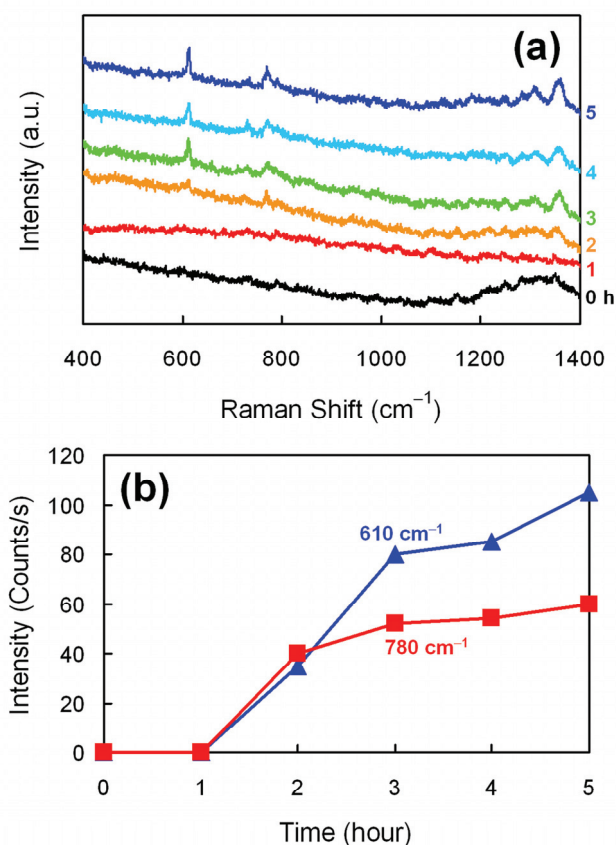 (a)
Intensity (a.u.)
5
4
3
2
1
0 h
400 600 800 1000 1200 1400
Raman Shift (cm⁻¹)
120
(b)
100
610 cm⁻¹
80
Intensity (Counts/s)
60
780 cm⁻¹
40
20
0
0 1 2 3 4 5
Time (hour)